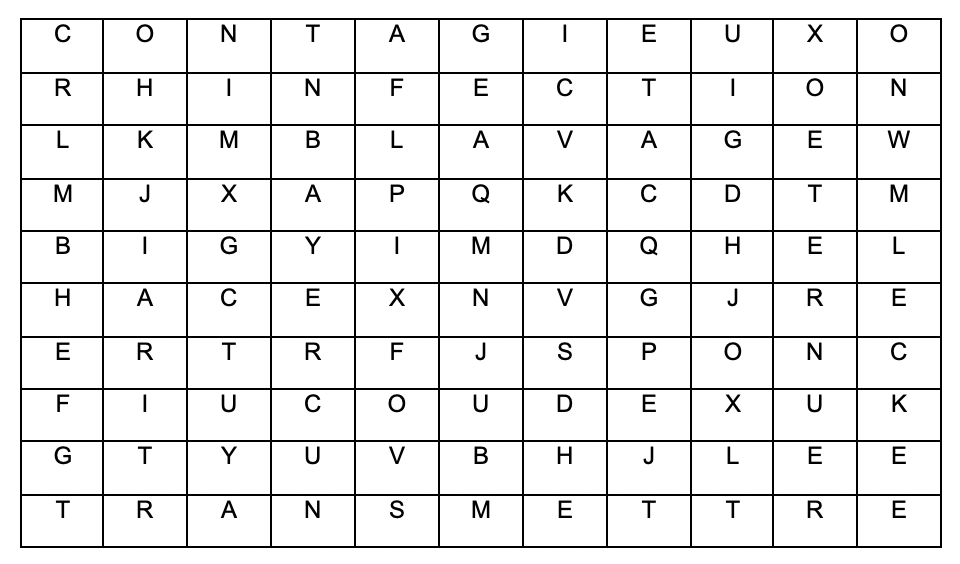 C O N T A G I E U X O
R H I N F E C T I O N
L K M B L A V A G E W
M J X A P Q K C D T M
B I G Y I M D Q H E L
H A C E X N V G J R E
E R T R F J S P O N C
F I U C O U D E X U K
G T Y U V B H J L E E
T R A N S M E T T R E